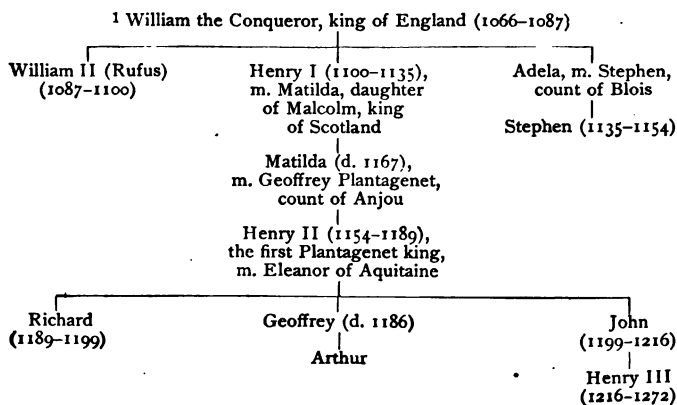 1 William the Conqueror, king of England (1066–1087)
William II (Rufus)
(1087–1100)
Henry I (1100–1135),
m. Matilda, daughter
of Malcolm, king
of Scotland
Adela, m. Stephen,
count of Blois
Stephen (1135–1154)
Matilda (d. 1167),
m. Geoffrey Plantagenet,
count of Anjou
Henry II (1154–1189),
the first Plantagenet king,
m. Eleanor of Aquitaine
Richard
(1189–1199)
Geoffrey (d. 1186)
Arthur
John
(1199–1216)
Henry III
(1216–1272)